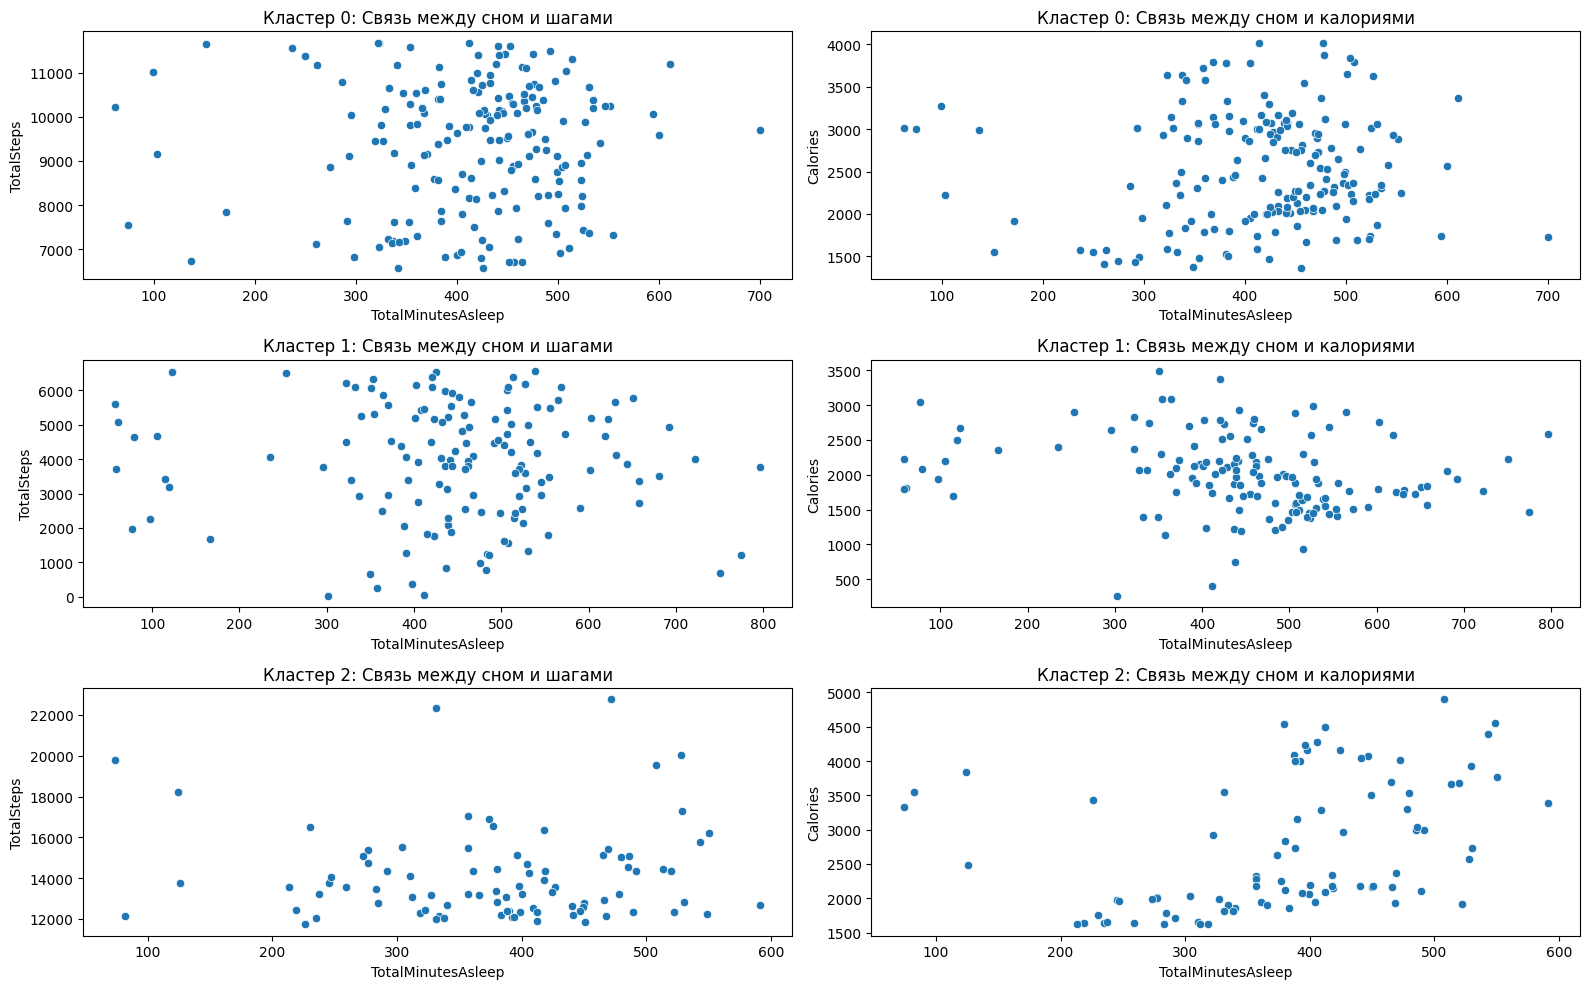 Кластер 0: Связь между сном и шагами
TotalSteps
11000
10000
9000
8000
7000
100 200 300 400 500 600 700
TotalMinutesAsleep
Кластер 0: Связь между сном и калориями
Calories
4000
3500
3000
2500
2000
1500
100 200 300 400 500 600 700
TotalMinutesAsleep
Кластер 1: Связь между сном и шагами
TotalSteps
6000
5000
4000
3000
2000
1000
0
100 200 300 400 500 600 700 800
TotalMinutesAsleep
Кластер 1: Связь между сном и калориями
Calories
3500
3000
2500
2000
1500
1000
500
100 200 300 400 500 600 700 800
TotalMinutesAsleep
Кластер 2: Связь между сном и шагами
TotalSteps
22000
20000
18000
16000
14000
12000
100 200 300 400 500 600
TotalMinutesAsleep
Кластер 2: Связь между сном и калориями
Calories
5000
4500
4000
3500
3000
2500
2000
1500
100 200 300 400 500 600
TotalMinutesAsleep